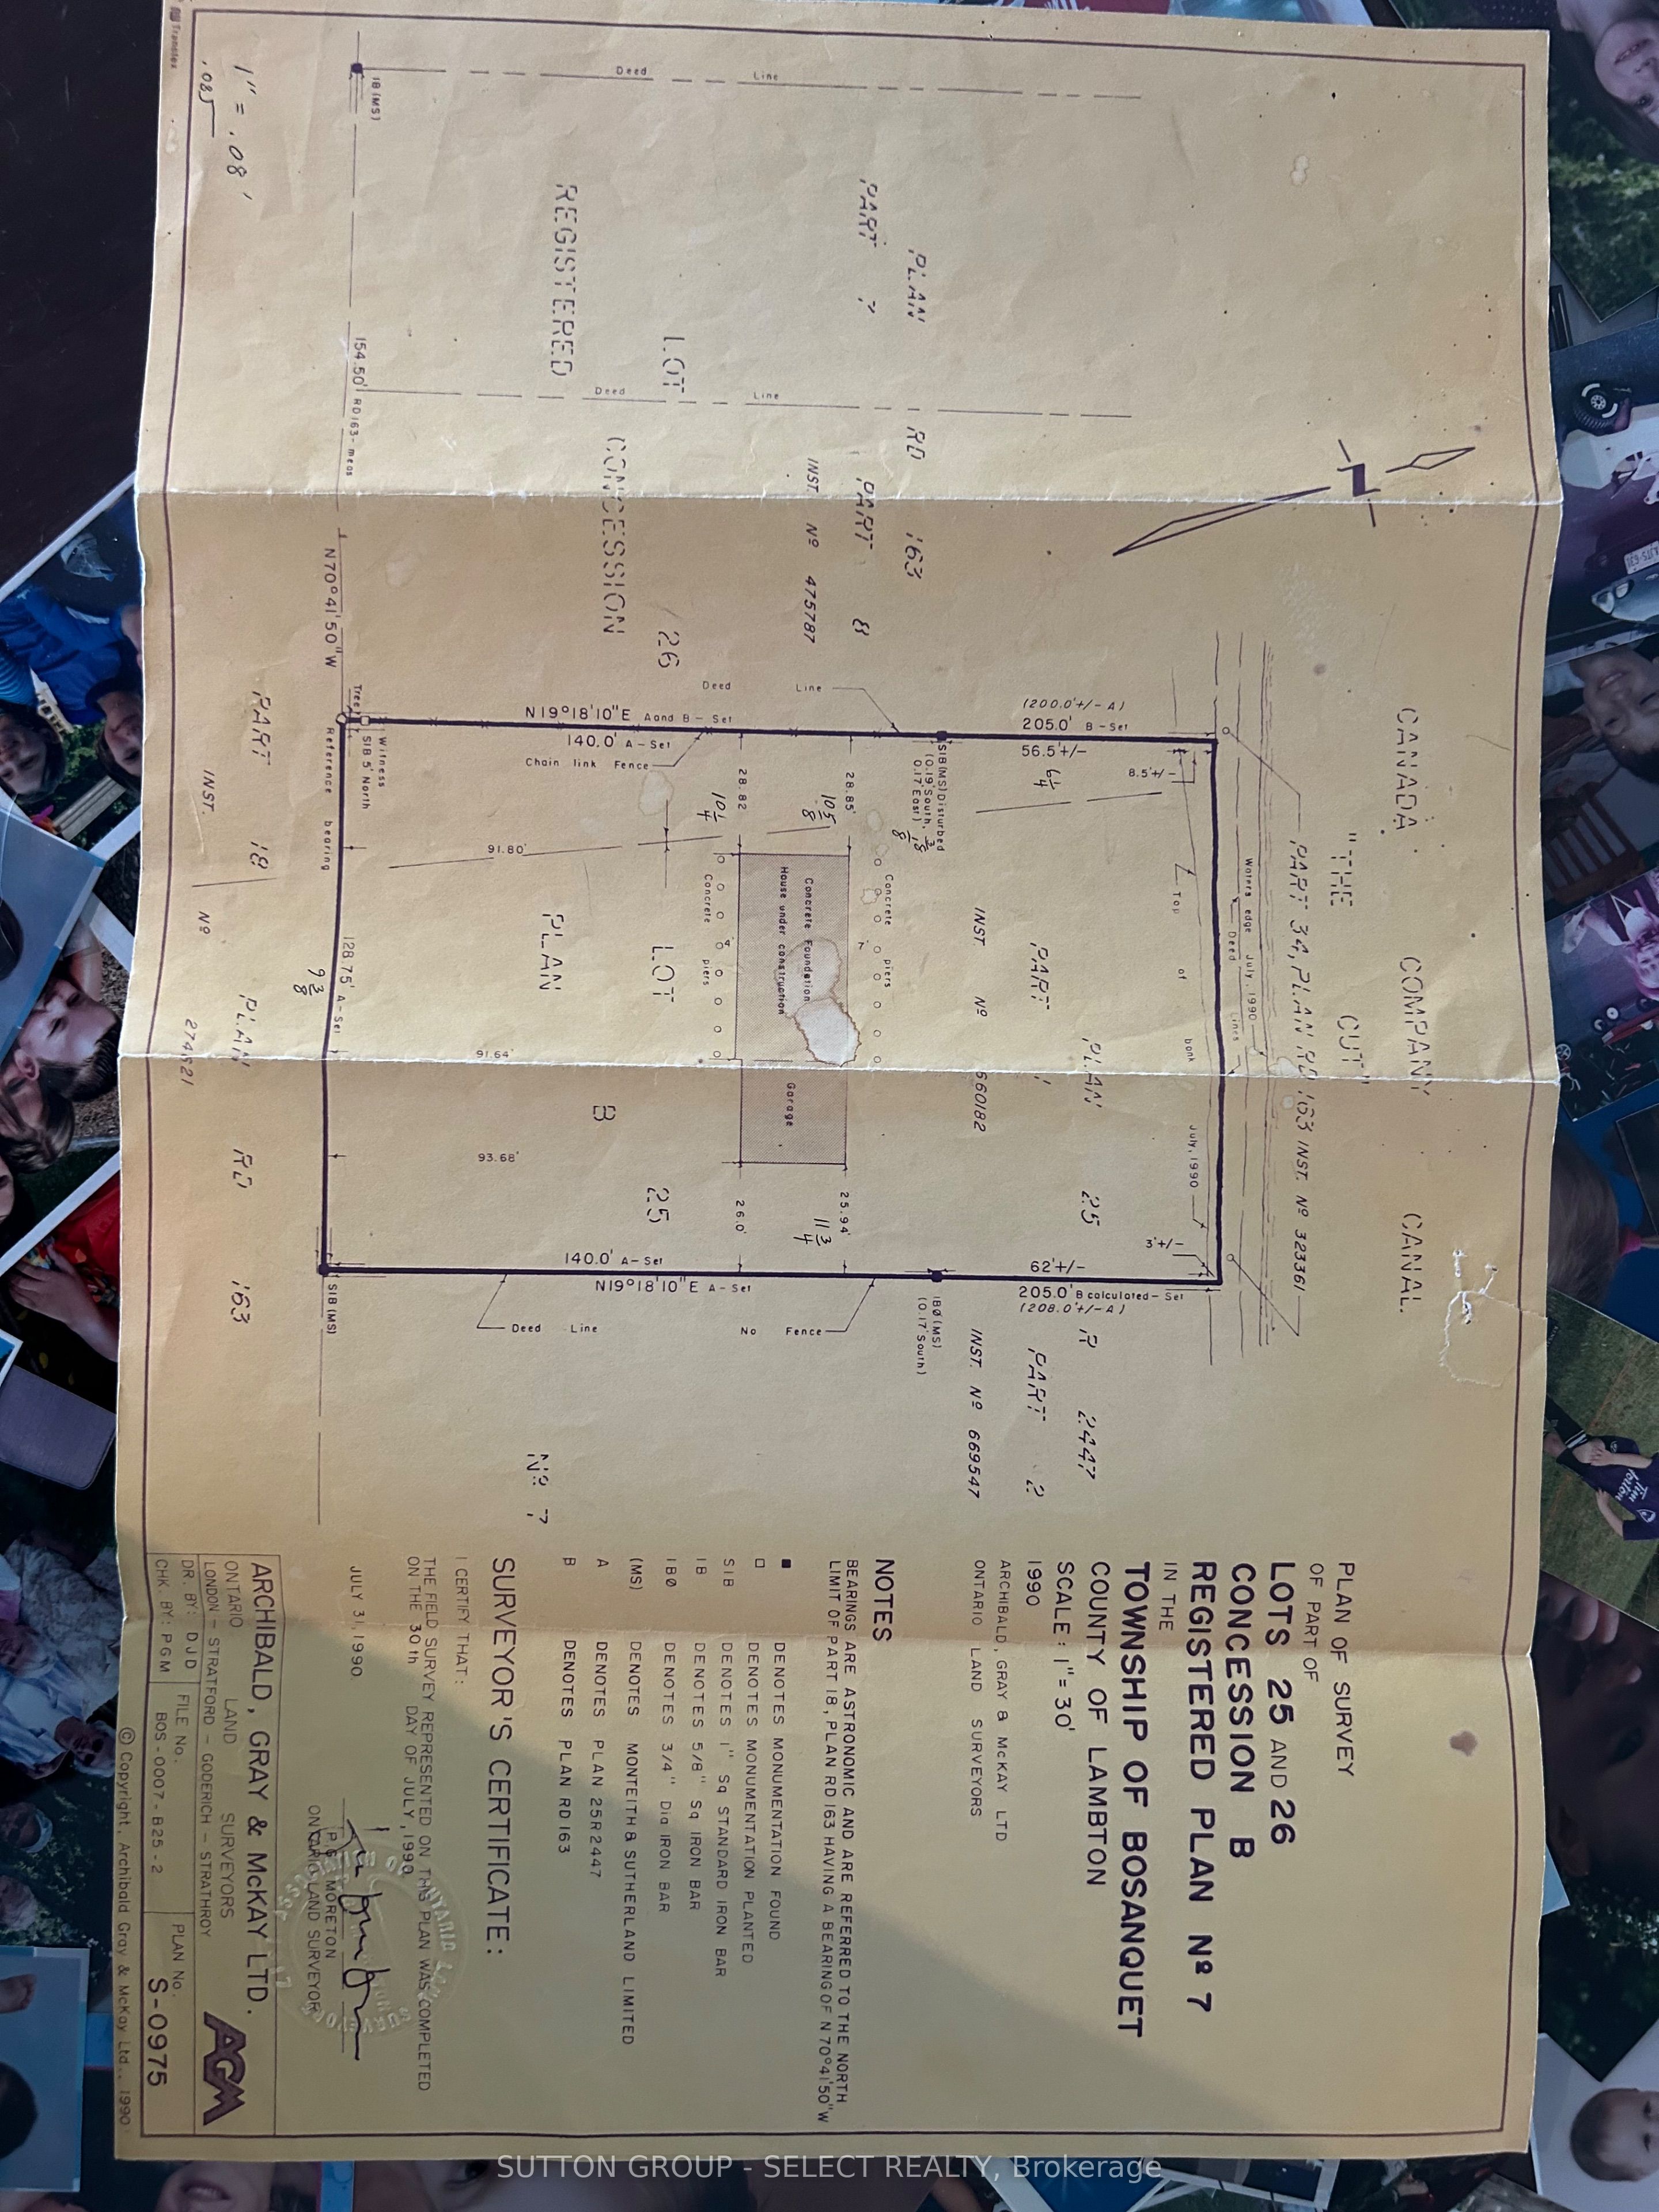 PLAN OF SURVEY
OF PART OF
LOTS 25 AND 26
CONCESSION B
REGISTERED PLAN Nº 7
IN THE
TOWNSHIP OF BOSANQUET
COUNTY OF LAMBTON
SCALE : 1" = 30'
1990
ARCHIBALD, GRAY & McKAY LTD
ONTARIO LAND SURVEYORS
NOTES
BEARINGS ARE ASTRONOMIC AND ARE REFERRED TO THE NORTH
LIMIT OF PART 18, PLAN RD 163 HAVING A BEARING OF N 70°41'50"W
■ DENOTES MONUMENTATION FOUND
□ DENOTES MONUMENTATION PLANTED
SIB DENOTES 1" Sq STANDARD IRON BAR
IB DENOTES 5/8" Sq IRON BAR
IBØ DENOTES 3/4" Dia IRON BAR
(MS) DENOTES MONTEITH & SUTHERLAND LIMITED
A DENOTES PLAN 25R2447
B DENOTES PLAN RD 163
SURVEYOR'S CERTIFICATE:
I CERTIFY THAT:
THE FIELD SURVEY REPRESENTED ON THIS PLAN WAS COMPLETED
ON THE 30th DAY OF JULY, 1990
JULY 31, 1990
P.G. MORETON
ONTARIO LAND SURVEYOR
ARCHIBALD, GRAY & McKAY LTD.
ONTARIO LAND SURVEYORS
LONDON - STRATFORD - GODERICH - STRATHROY
DR. BY: DJD
CHK. BY: PGM
FILE No.
BOS-0007-B25-2
PLAN No.
S-0975
AGM
© Copyright, Archibald Gray & McKay Ltd., 1990
CANADA COMPANY CANAL
"THE CUT"
PART 34, PLAN RD 163 INST. Nº 323361
Waters edge July, 1990
Deed Lines
Top of bank July, 1990
PLAN RD 163
PART 7
PART 8
INST. Nº 475787
LOT 26
REGISTERED CONCESSION
PLAN B Nº 7
LOT 25
Deed Line
Deed Line
Deed Line
(200.0'+/- A)
205.0' B-Set
56.5'+/-
6 1/4
8.5'+/-
SIB (MS) Disturbed
(0.19' South,
0.17' East)
N19°18'10"E A and B - Set
140.0' A-Set
Chain link Fence
28.82
28.85'
10 1/4
10 5/8
Concrete piers
Concrete piers
Concrete Foundation
House under construction
Garage
91.80'
91.64'
93.68'
26.0'
25.94'
11 3/4
PLAN 25 R 2447
PART 1
INST. Nº 660182
PART 2
INST. Nº 669547
3'+/-
62'+/-
205.0' B calculated-Set
(208.0'+/-A)
IBØ (MS)
(0.17' South)
140.0' A-Set
N19°18'10"E A-Set
Deed Line
No Fence
SIB (MS)
IB (MS)
154.50' RD163-meas
N70°41'50"W
Reference bearing
Tree
Witness
SIB 5' North
128.75' A-Set
9 3/8
PART 18 PLAN RD 163
INST. Nº 274521
1" = .08'
.085
Transtex
SUTTON GROUP - SELECT REALTY, Brokerage